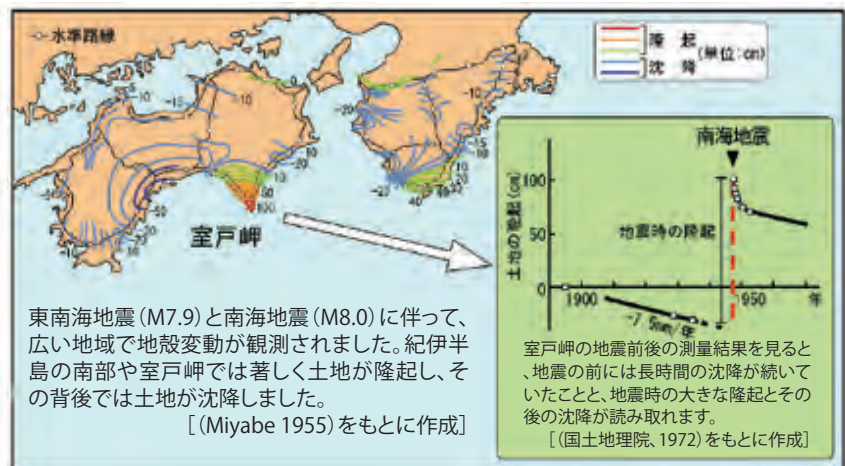 水準路線
隆起
沈降
(単位:cm)
南海地震
室戸岬
土地の隆起(cm)
100
50
0
地震時の隆起
1900
1950
年
-7.5mm/年
東南海地震(M7.9)と南海地震(M8.0)に伴って、
広い地域で地殻変動が観測されました。紀伊半
島の南部や室戸岬では著しく土地が隆起し、そ
の背後では土地が沈降しました。
[(Miyabe 1955)をもとに作成]
室戸岬の地震前後の測量結果を見ると
、地震の前には長時間の沈降が続いて
いたことと、地震時の大きな隆起とその
後の沈降が読み取れます。
[(国土地理院、1972)をもとに作成]